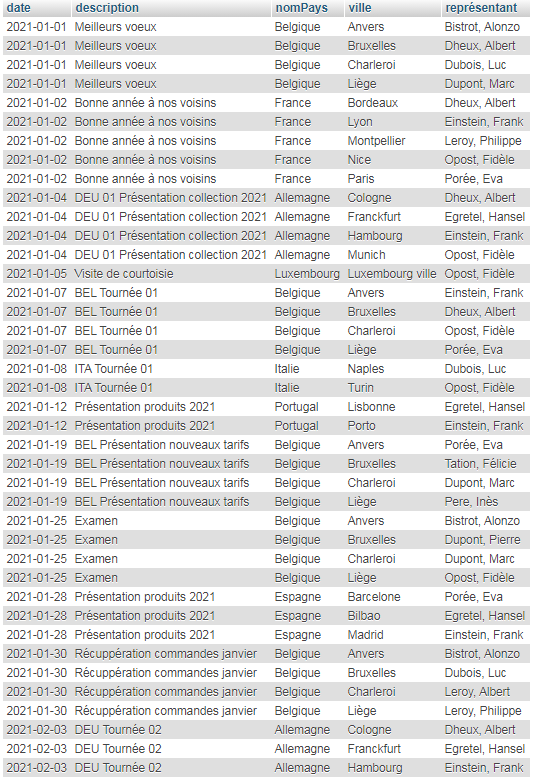 date description nomPays ville représentant
2021-01-01 Meilleurs voeux Belgique Anvers Bistrot, Alonzo
2021-01-01 Meilleurs voeux Belgique Bruxelles Dheux, Albert
2021-01-01 Meilleurs voeux Belgique Charleroi Dubois, Luc
2021-01-01 Meilleurs voeux Belgique Liège Dupont, Marc
2021-01-02 Bonne année à nos voisins France Bordeaux Dheux, Albert
2021-01-02 Bonne année à nos voisins France Lyon Einstein, Frank
2021-01-02 Bonne année à nos voisins France Montpellier Leroy, Philippe
2021-01-02 Bonne année à nos voisins France Nice Opost, Fidèle
2021-01-02 Bonne année à nos voisins France Paris Porée, Eva
2021-01-04 DEU 01 Présentation collection 2021 Allemagne Cologne Dheux, Albert
2021-01-04 DEU 01 Présentation collection 2021 Allemagne Franckfurt Egretel, Hansel
2021-01-04 DEU 01 Présentation collection 2021 Allemagne Hambourg Einstein, Frank
2021-01-04 DEU 01 Présentation collection 2021 Allemagne Munich Opost, Fidèle
2021-01-05 Visite de courtoisie Luxembourg Luxembourg ville Opost, Fidèle
2021-01-07 BEL Tournée 01 Belgique Anvers Einstein, Frank
2021-01-07 BEL Tournée 01 Belgique Bruxelles Dheux, Albert
2021-01-07 BEL Tournée 01 Belgique Charleroi Opost, Fidèle
2021-01-07 BEL Tournée 01 Belgique Liège Porée, Eva
2021-01-08 ITA Tournée 01 Italie Naples Dubois, Luc
2021-01-08 ITA Tournée 01 Italie Turin Opost, Fidèle
2021-01-12 Présentation produits 2021 Portugal Lisbonne Egretel, Hansel
2021-01-12 Présentation produits 2021 Portugal Porto Einstein, Frank
2021-01-19 BEL Présentation nouveaux tarifs Belgique Anvers Porée, Eva
2021-01-19 BEL Présentation nouveaux tarifs Belgique Bruxelles Tation, Félicie
2021-01-19 BEL Présentation nouveaux tarifs Belgique Charleroi Dupont, Marc
2021-01-19 BEL Présentation nouveaux tarifs Belgique Liège Pere, Inès
2021-01-25 Examen Belgique Anvers Bistrot, Alonzo
2021-01-25 Examen Belgique Bruxelles Dupont, Pierre
2021-01-25 Examen Belgique Charleroi Dupont, Marc
2021-01-25 Examen Belgique Liège Opost, Fidèle
2021-01-28 Présentation produits 2021 Espagne Barcelone Porée, Eva
2021-01-28 Présentation produits 2021 Espagne Bilbao Egretel, Hansel
2021-01-28 Présentation produits 2021 Espagne Madrid Einstein, Frank
2021-01-30 Récuppération commandes janvier Belgique Anvers Bistrot, Alonzo
2021-01-30 Récuppération commandes janvier Belgique Bruxelles Dubois, Luc
2021-01-30 Récuppération commandes janvier Belgique Charleroi Leroy, Albert
2021-01-30 Récuppération commandes janvier Belgique Liège Leroy, Philippe
2021-02-03 DEU Tournée 02 Allemagne Cologne Dheux, Albert
2021-02-03 DEU Tournée 02 Allemagne Franckfurt Egretel, Hansel
2021-02-03 DEU Tournée 02 Allemagne Hambourg Einstein, Frank